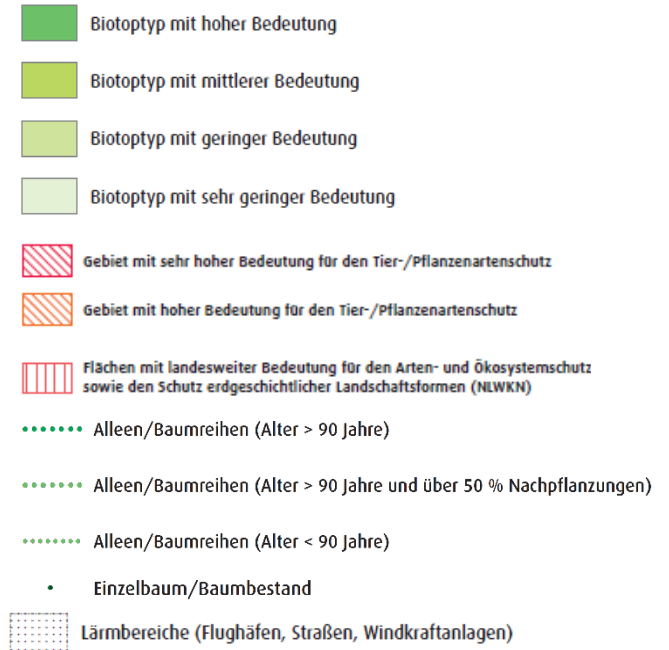 Biotoptyp mit hoher Bedeutung
Biotoptyp mit mittlerer Bedeutung
Biotoptyp mit geringer Bedeutung
Biotoptyp mit sehr geringer Bedeutung
Gebiet mit sehr hoher Bedeutung für den Tier-/Pflanzenartenschutz
Gebiet mit hoher Bedeutung für den Tier-/Pflanzenartenschutz
Flächen mit landesweiter Bedeutung für den Arten- und Ökosystemschutz
sowie den Schutz erdgeschichtlicher Landschaftsformen (NLWKN)
Alleen/Baumreihen (Alter > 90 Jahre)
Alleen/Baumreihen (Alter > 90 Jahre und über 50 % Nachpflanzungen)
Alleen/Baumreihen (Alter < 90 Jahre)
Einzelbaum/Baumbestand
Lärmbereiche (Flughäfen, Straßen, Windkraftanlagen)